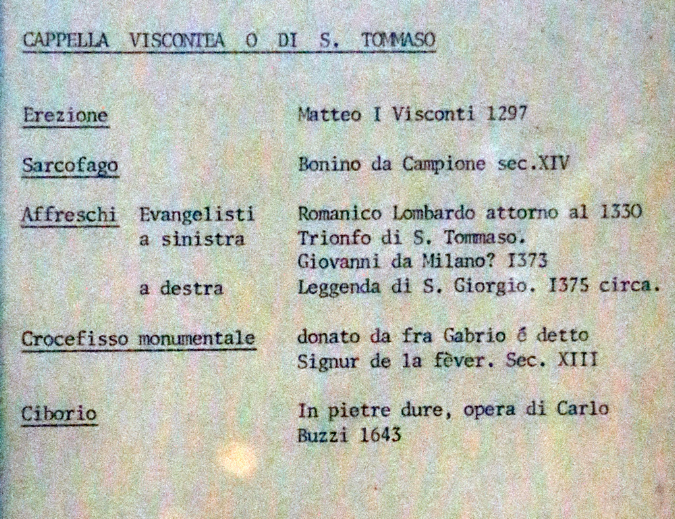 CAPPELLA VISCONTEA O DI S. TOMMASO
Erezione Matteo I Visconti 1297
Sarcofago Bonino da Campione sec.XIV
Affreschi Evangelisti Romanico Lombardo attorno al 1330
a sinistra Trionfo di S. Tommaso.
Giovanni da Milano? I373
a destra Leggenda di S. Giorgio. I375 circa.
Crocefisso monumentale donato da fra Gabrio é detto
Signur de la fèver. Sec. XIII
Ciborio In pietre dure, opera di Carlo
Buzzi 1643